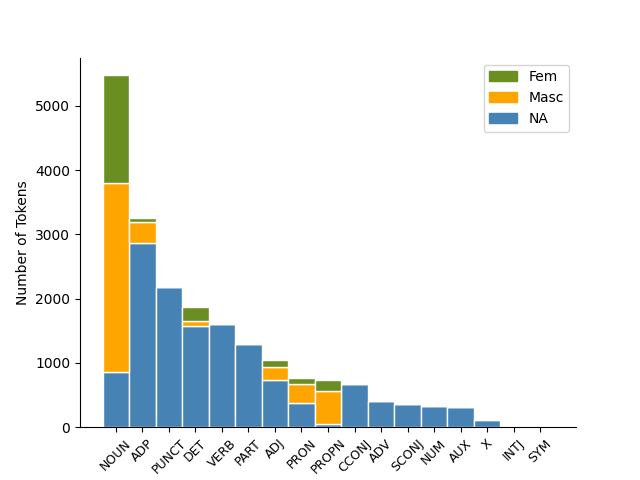 Fem
Masc
NA
Number of Tokens
5000
4000
3000
2000
1000
0
NOUN
ADP
PUNCT
DET
VERB
PART
ADJ
PRON
PROPN
CCONJ
ADV
SCONJ
NUM
AUX
X
INTJ
SYM